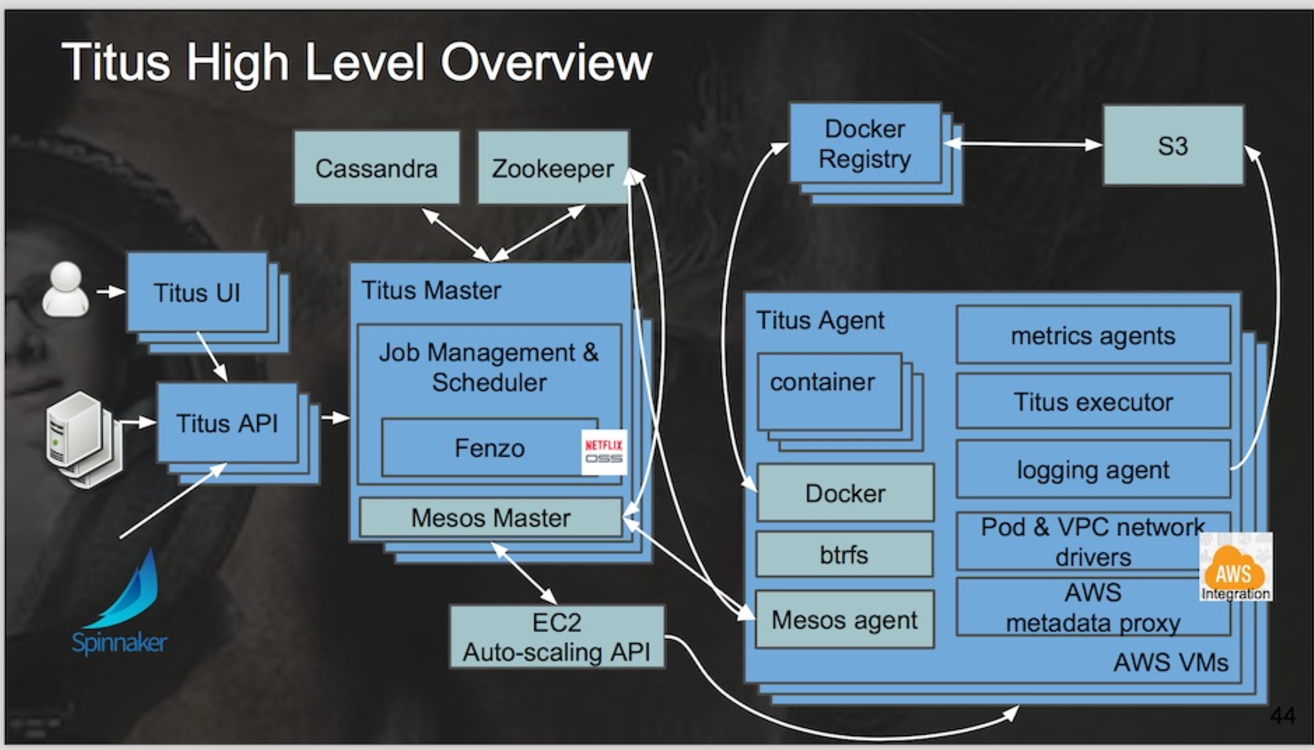 Titus High Level Overview
Cassandra
Zookeeper
Docker
Registry
S3
Titus UI
Titus API
Spinnaker
Titus Master
Job Management &
Scheduler
Fenzo
NETFLIX
OSS
Mesos Master
EC2
Auto-scaling API
Titus Agent
container
Docker
btrfs
Mesos agent
metrics agents
Titus executor
logging agent
Pod & VPC network
drivers
AWS
Integration
AWS
metadata proxy
AWS VMs
44